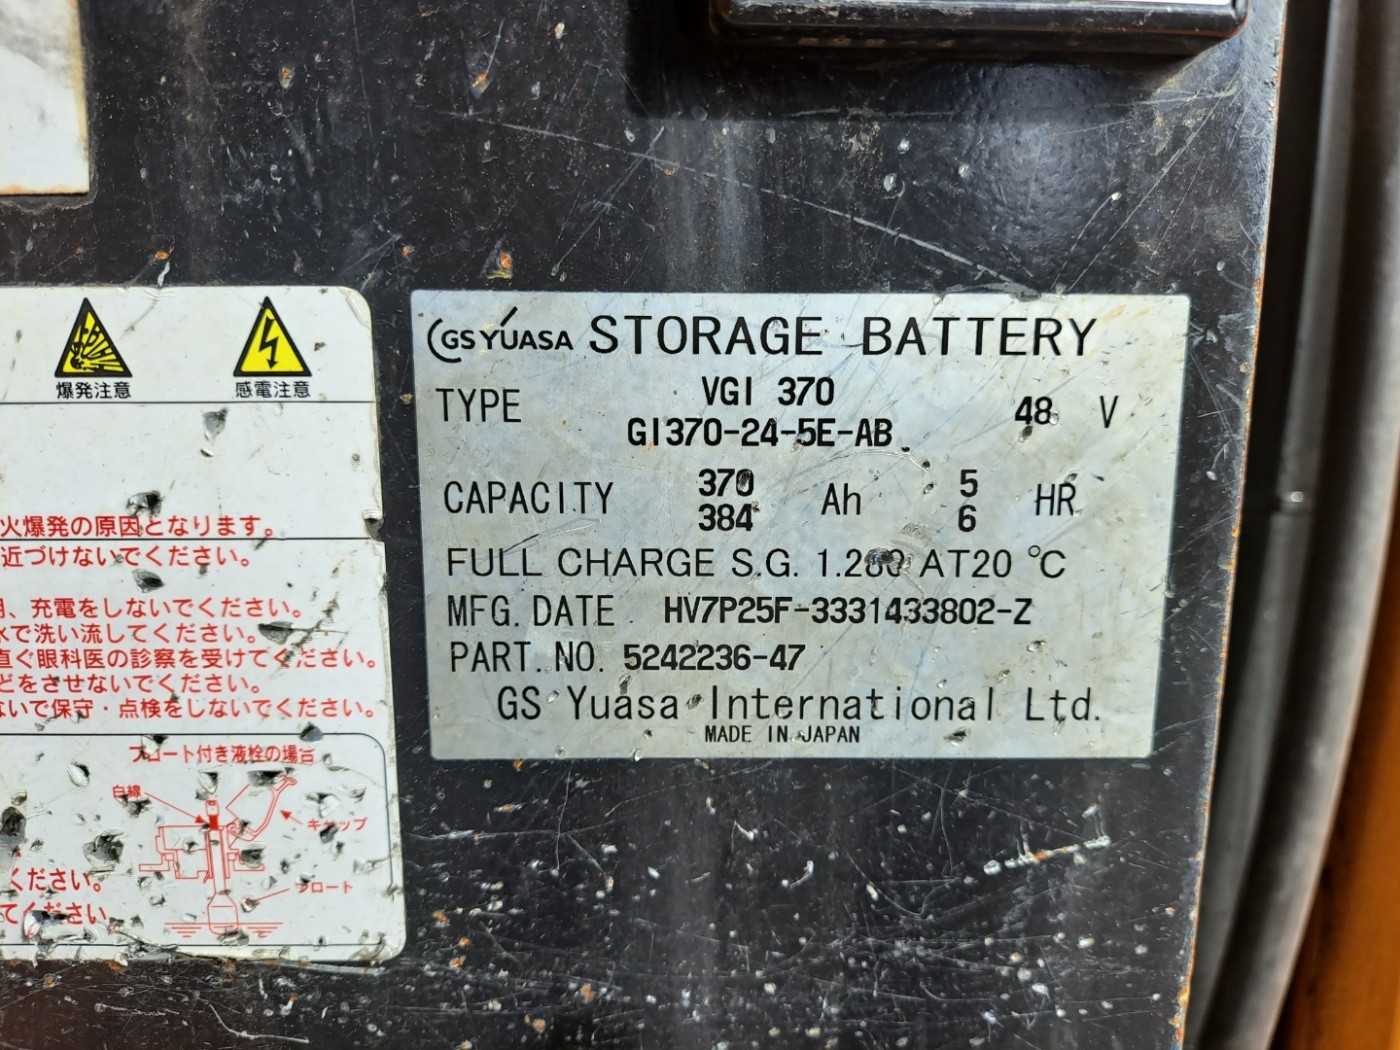 爆発注意
感電注意
火爆発の原因となります。
近づけないでください。
、充電をしないでください。
水で洗い流してください。
直ぐ眼科医の診察を受けてください。
どをさせないでください。
ないで保守・点検をしないでください。
フロート付き液栓の場合
白線
キャップ
フロート
ください。
てください
GS YUASA STORAGE BATTERY
TYPE VGI 370 48 V
GI370-24-5E-AB
CAPACITY 370 Ah 5 HR
384 6
FULL CHARGE S.G. 1.280 AT20 ℃
MFG. DATE HV7P25F-3331433802-Z
PART. NO. 5242236-47
GS Yuasa International Ltd.
MADE IN JAPAN